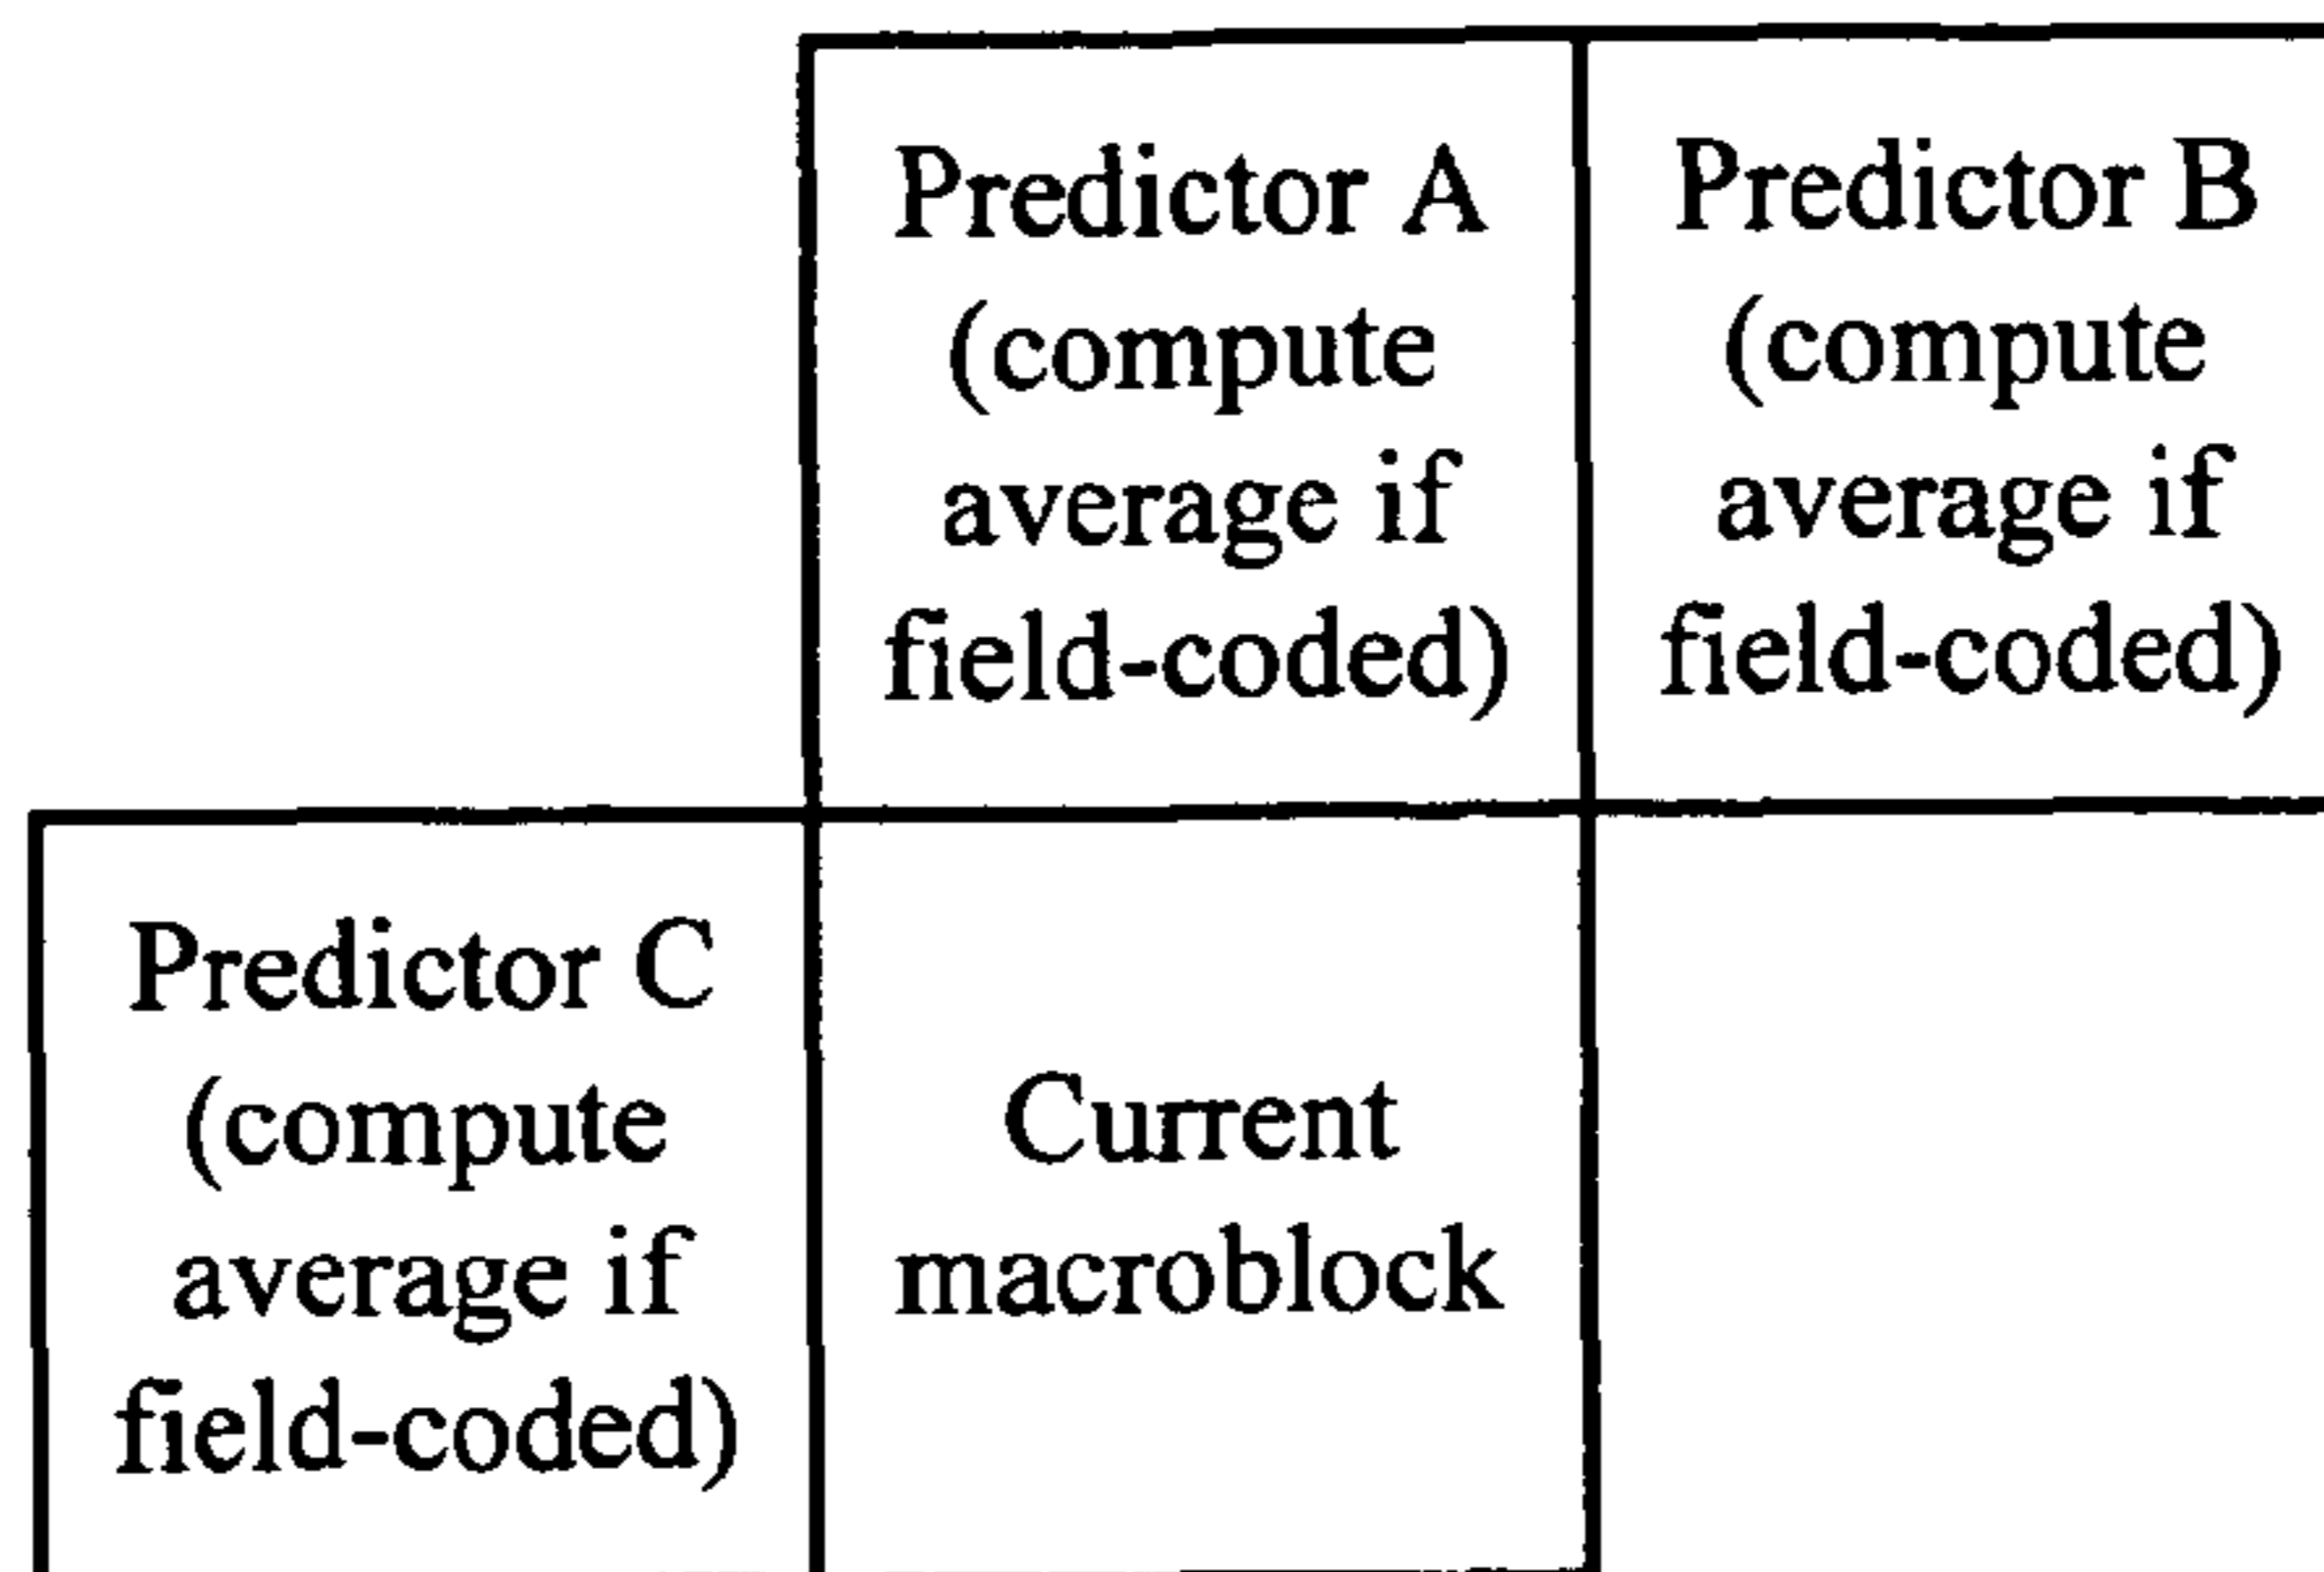 Predictor A
(compute
average if
field-coded)
Predictor B
(compute
average if
field-coded)
Predictor C
(compute
average if
field-coded)
Current
macroblock